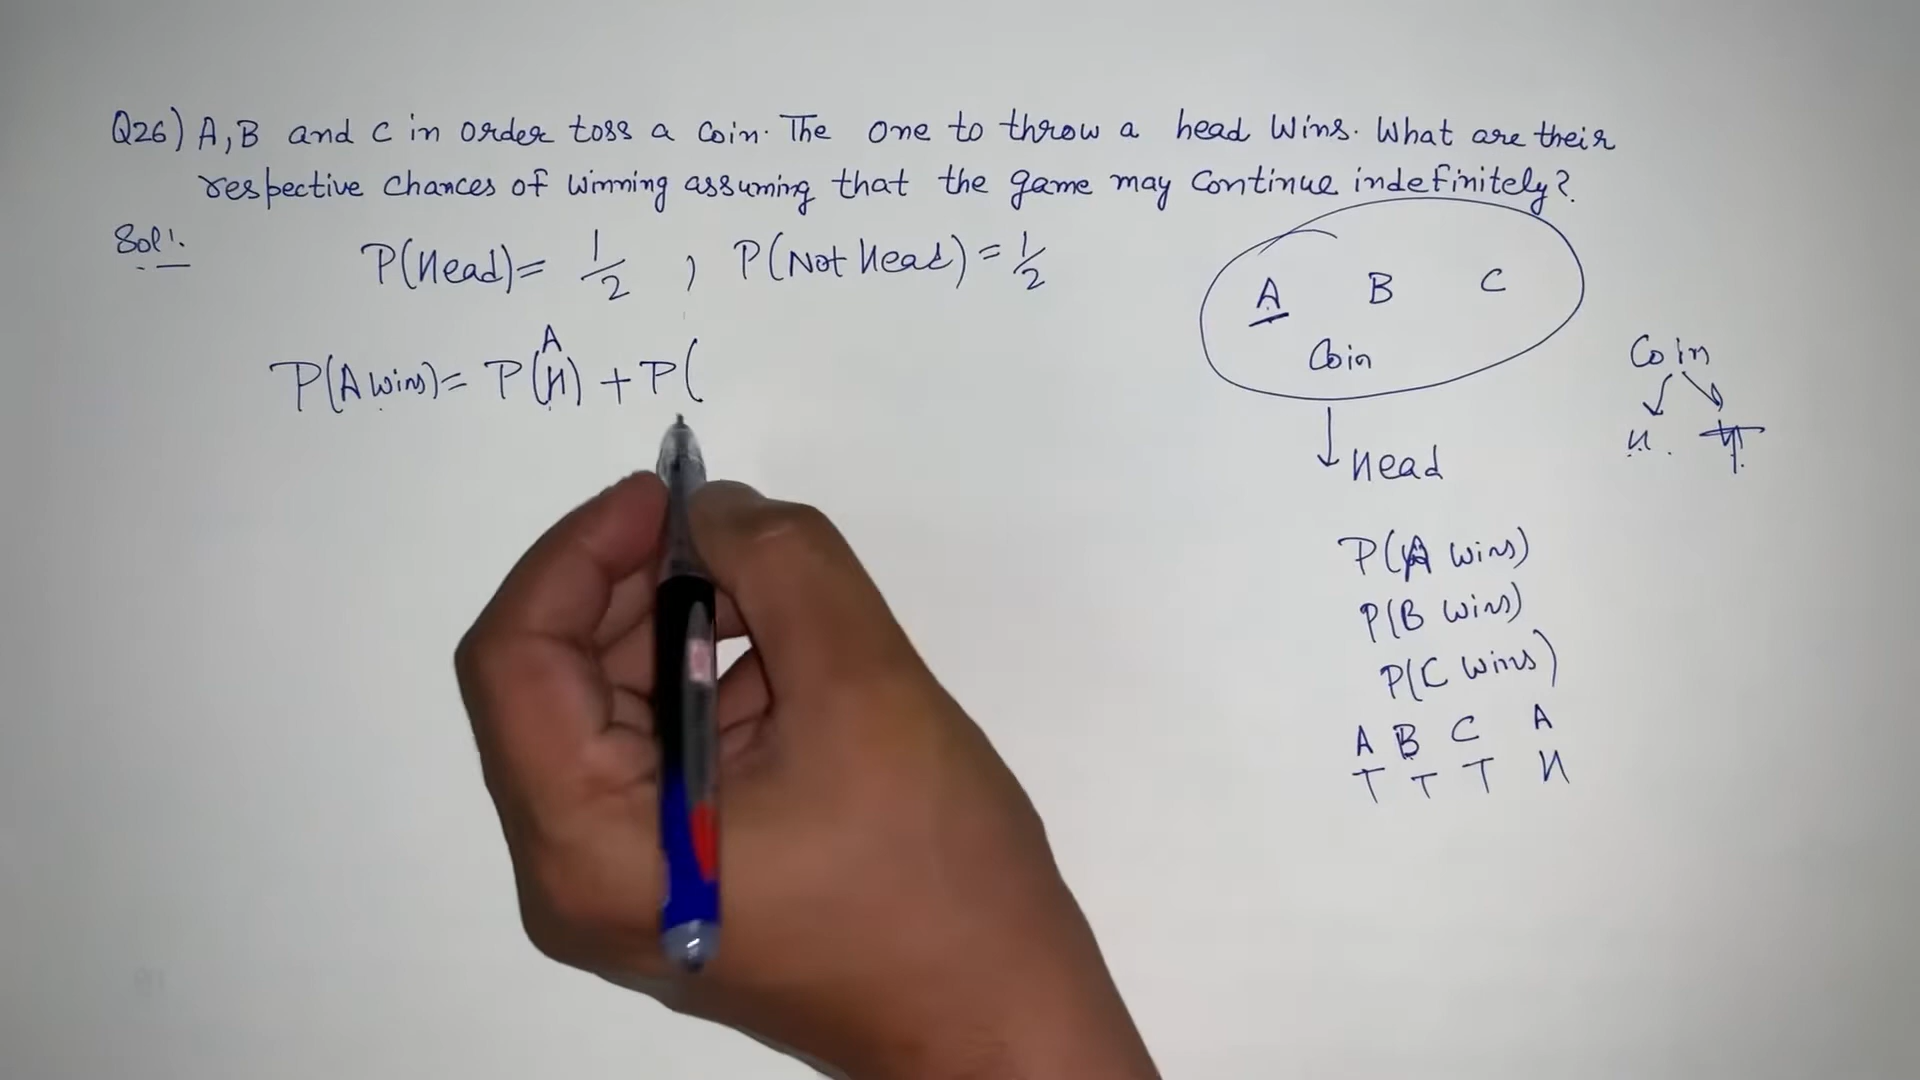 Q26) A, B and C in order toss a coin. The one to throw a head wins. What are their
respective chances of winning assuming that the game may continue indefinitely?
Sol:
P(Head) = 1/2 , P(Not Head) = 1/2
A B C
Coin
Head
Coin
H T
A
P(A wins) = P(H) + P(
P(A wins)
P(B wins)
P(C wins)
A B C A
T T T H